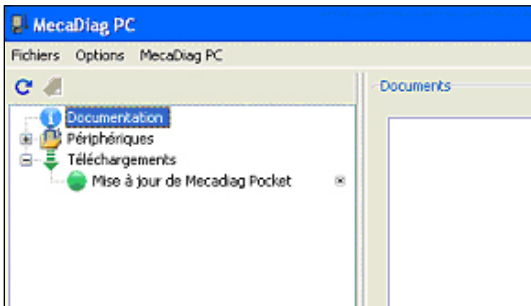 MecaDiag PC
Fichiers Options MecaDiag PC
Documents
Documentation
Périphériques
Téléchargements
Mise à jour de Mecadiag Pocket